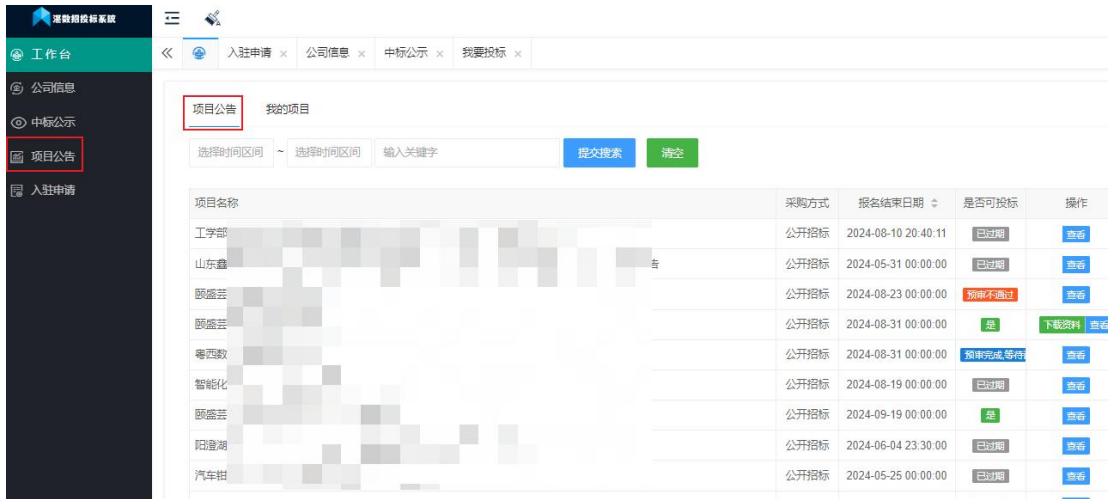 湛数招投标系统
工作台
入驻申请 × 公司信息 × 中标公示 × 我要投标 ×
公司信息
中标公示
项目公告
入驻申请
项目公告 我的项目
选择时间区间 ~ 选择时间区间 输入关键字 提交搜索 清空
项目名称 采购方式 报名结束日期 是否可投标 操作
工学部 公开招标 2024-08-10 20:40:11 已过期 查看
山东鑫 告 公开招标 2024-05-31 00:00:00 已过期 查看
颐盛芸 公开招标 2024-08-23 00:00:00 预审不通过 查看
颐盛芸 公开招标 2024-08-31 00:00:00 是 下载资料 查看
粤西数 公开招标 2024-08-31 00:00:00 预审完成,等待 查看
智能化 公开招标 2024-08-19 00:00:00 已过期 查看
颐盛芸 公开招标 2024-09-19 00:00:00 是 查看
阳澄湖 公开招标 2024-06-04 23:30:00 已过期 查看
汽车钳 公开招标 2024-05-25 00:00:00 已过期 查看